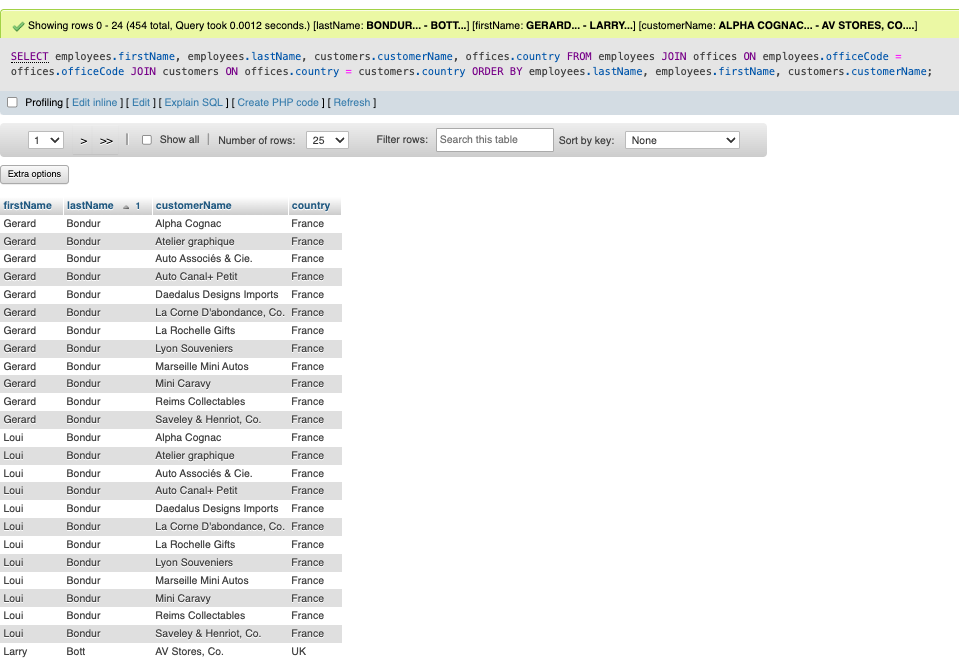 Showing rows 0 - 24 (454 total, Query took 0.0012 seconds.) [lastName: BONDUR... - BOTT...] [firstName: GERARD... - LARRY...] [customerName: ALPHA COGNAC... - AV STORES, CO....]
SELECT employees.firstName, employees.lastName, customers.customerName, offices.country FROM employees JOIN offices ON employees.officeCode =
offices.officeCode JOIN customers ON offices.country = customers.country ORDER BY employees.lastName, employees.firstName, customers.customerName;
Profiling [ Edit inline ] [ Edit ] [ Explain SQL ] [ Create PHP code ] [ Refresh ]
1 > >> | Show all | Number of rows: 25 Filter rows: Search this table Sort by key: None
Extra options
firstName lastName 1 customerName country
Gerard Bondur Alpha Cognac France
Gerard Bondur Atelier graphique France
Gerard Bondur Auto Associés & Cie. France
Gerard Bondur Auto Canal+ Petit France
Gerard Bondur Daedalus Designs Imports France
Gerard Bondur La Corne D'abondance, Co. France
Gerard Bondur La Rochelle Gifts France
Gerard Bondur Lyon Souveniers France
Gerard Bondur Marseille Mini Autos France
Gerard Bondur Mini Caravy France
Gerard Bondur Reims Collectables France
Gerard Bondur Saveley & Henriot, Co. France
Loui Bondur Alpha Cognac France
Loui Bondur Atelier graphique France
Loui Bondur Auto Associés & Cie. France
Loui Bondur Auto Canal+ Petit France
Loui Bondur Daedalus Designs Imports France
Loui Bondur La Corne D'abondance, Co. France
Loui Bondur La Rochelle Gifts France
Loui Bondur Lyon Souveniers France
Loui Bondur Marseille Mini Autos France
Loui Bondur Mini Caravy France
Loui Bondur Reims Collectables France
Loui Bondur Saveley & Henriot, Co. France
Larry Bott AV Stores, Co. UK